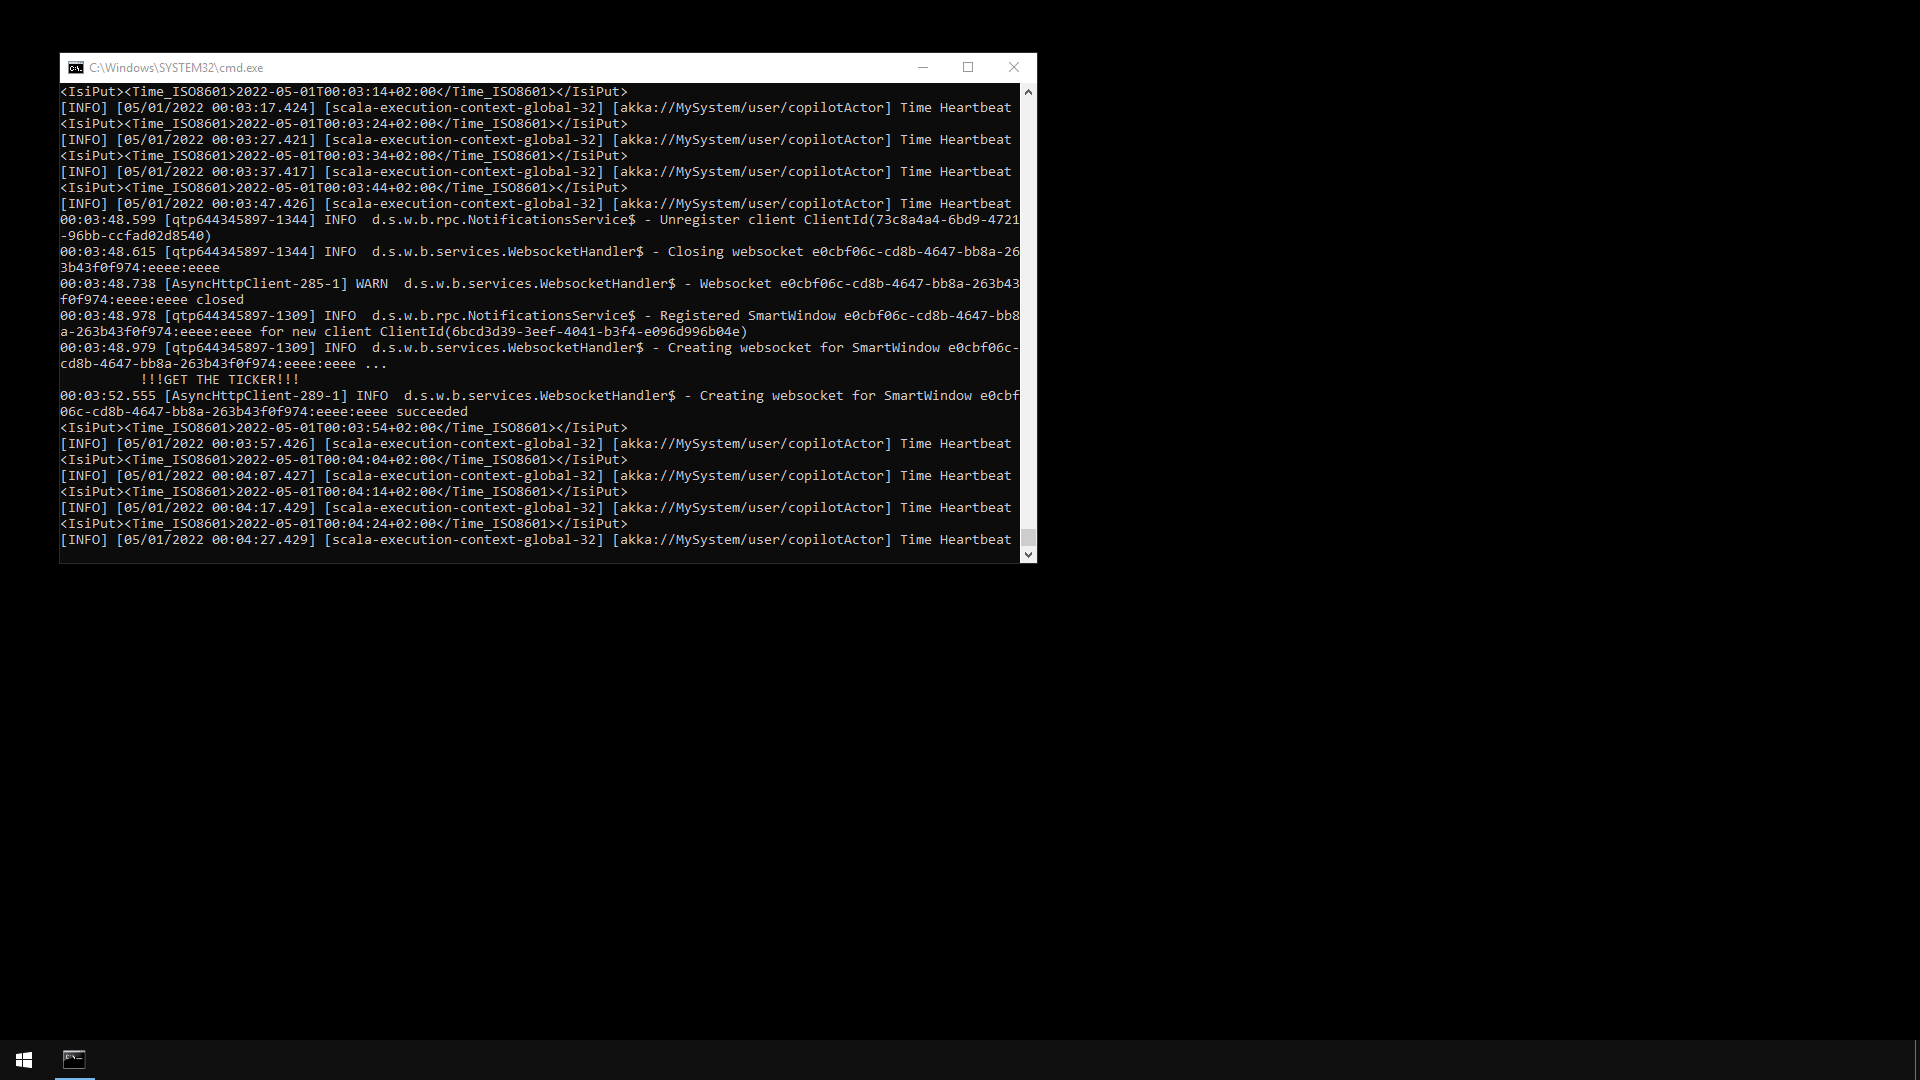 C:\Windows\SYSTEM32\cmd.exe
<IsiPut><Time_ISO8601>2022-05-01T00:03:14+02:00</Time_ISO8601></IsiPut>
[INFO] [05/01/2022 00:03:17.424] [scala-execution-context-global-32] [akka://MySystem/user/copilotActor] Time Heartbeat
<IsiPut><Time_ISO8601>2022-05-01T00:03:24+02:00</Time_ISO8601></IsiPut>
[INFO] [05/01/2022 00:03:27.421] [scala-execution-context-global-32] [akka://MySystem/user/copilotActor] Time Heartbeat
<IsiPut><Time_ISO8601>2022-05-01T00:03:34+02:00</Time_ISO8601></IsiPut>
[INFO] [05/01/2022 00:03:37.417] [scala-execution-context-global-32] [akka://MySystem/user/copilotActor] Time Heartbeat
<IsiPut><Time_ISO8601>2022-05-01T00:03:44+02:00</Time_ISO8601></IsiPut>
[INFO] [05/01/2022 00:03:47.426] [scala-execution-context-global-32] [akka://MySystem/user/copilotActor] Time Heartbeat
00:03:48.599 [qtp644345897-1344] INFO  d.s.w.b.rpc.NotificationsService$ - Unregister client ClientId(73c8a4a4-6bd9-4721
-96bb-ccfad02d8540)
00:03:48.615 [qtp644345897-1344] INFO  d.s.w.b.services.WebsocketHandler$ - Closing websocket e0cbf06c-cd8b-4647-bb8a-26
3b43f0f974:eeee:eeee
00:03:48.738 [AsyncHttpClient-285-1] WARN  d.s.w.b.services.WebsocketHandler$ - Websocket e0cbf06c-cd8b-4647-bb8a-263b43
f0f974:eeee:eeee closed
00:03:48.978 [qtp644345897-1309] INFO  d.s.w.b.rpc.NotificationsService$ - Registered SmartWindow e0cbf06c-cd8b-4647-bb8
a-263b43f0f974:eeee:eeee for new client ClientId(6bcd3d39-3eef-4041-b3f4-e096d996b04e)
00:03:48.979 [qtp644345897-1309] INFO  d.s.w.b.services.WebsocketHandler$ - Creating websocket for SmartWindow e0cbf06c-
cd8b-4647-bb8a-263b43f0f974:eeee:eeee ...
!!!GET THE TICKER!!!
00:03:52.555 [AsyncHttpClient-289-1] INFO  d.s.w.b.services.WebsocketHandler$ - Creating websocket for SmartWindow e0cbf
06c-cd8b-4647-bb8a-263b43f0f974:eeee:eeee succeeded
<IsiPut><Time_ISO8601>2022-05-01T00:03:54+02:00</Time_ISO8601></IsiPut>
[INFO] [05/01/2022 00:03:57.426] [scala-execution-context-global-32] [akka://MySystem/user/copilotActor] Time Heartbeat
<IsiPut><Time_ISO8601>2022-05-01T00:04:04+02:00</Time_ISO8601></IsiPut>
[INFO] [05/01/2022 00:04:07.427] [scala-execution-context-global-32] [akka://MySystem/user/copilotActor] Time Heartbeat
<IsiPut><Time_ISO8601>2022-05-01T00:04:14+02:00</Time_ISO8601></IsiPut>
[INFO] [05/01/2022 00:04:17.429] [scala-execution-context-global-32] [akka://MySystem/user/copilotActor] Time Heartbeat
<IsiPut><Time_ISO8601>2022-05-01T00:04:24+02:00</Time_ISO8601></IsiPut>
[INFO] [05/01/2022 00:04:27.429] [scala-execution-context-global-32] [akka://MySystem/user/copilotActor] Time Heartbeat